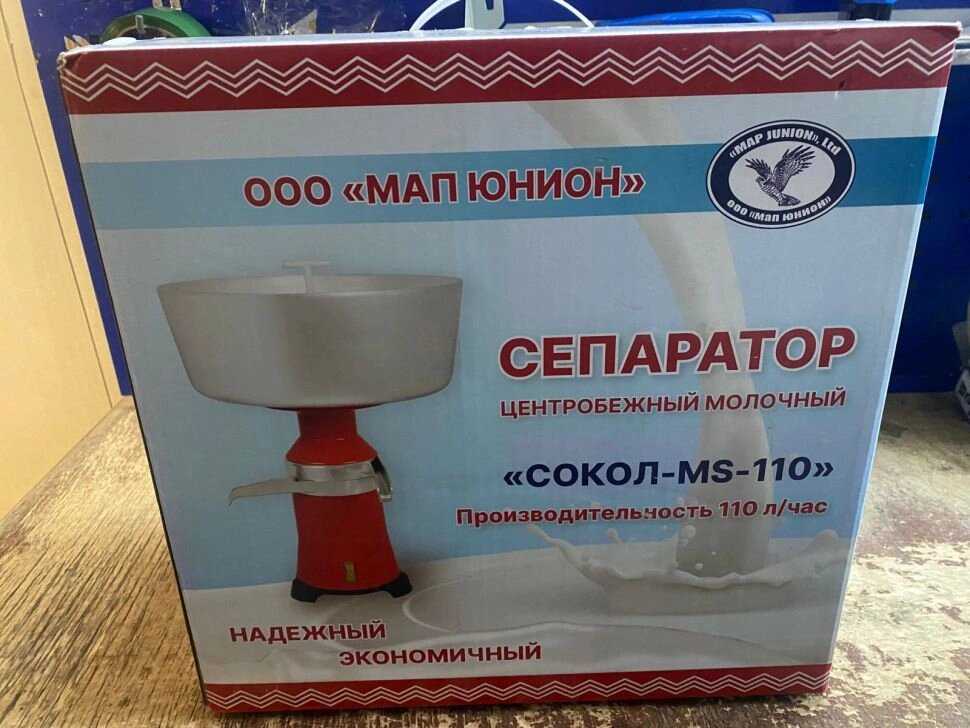 ООО «МАП ЮНИОН»
«MAP JUNION», Ltd
ООО «МАП ЮНИОН»
СЕПАРАТОР
ЦЕНТРОБЕЖНЫЙ МОЛОЧНЫЙ
«СОКОЛ-MS-110»
Производительность 110 л/час
НАДЕЖНЫЙ
ЭКОНОМИЧНЫЙ